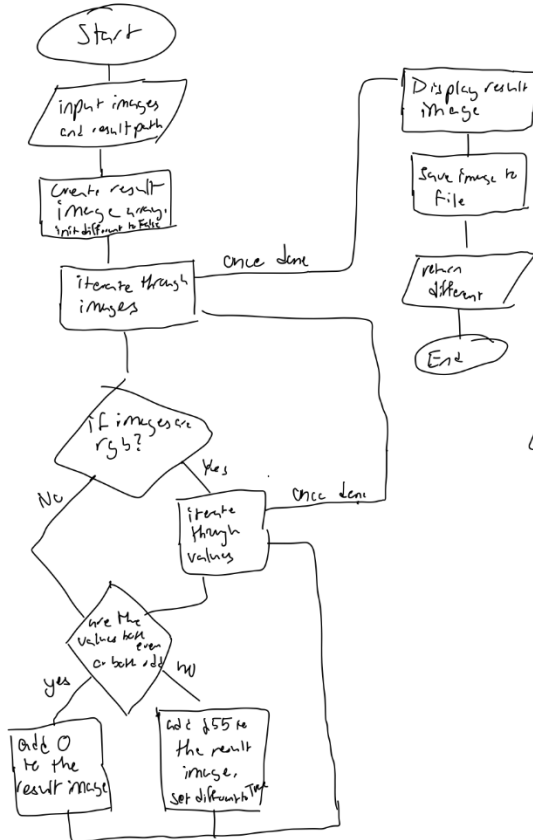 Start
input images
and result path
Create result
image array,
init different to False
iterate through
images
once done
if images are
rgb?
No
Yes
iterate
through
values
once done
are the
values both
even
or both odd
yes
no
add 0
to the
result image
add 255 to
the result
image,
set different to True
Display result
image
Save image to
File
return
different
End